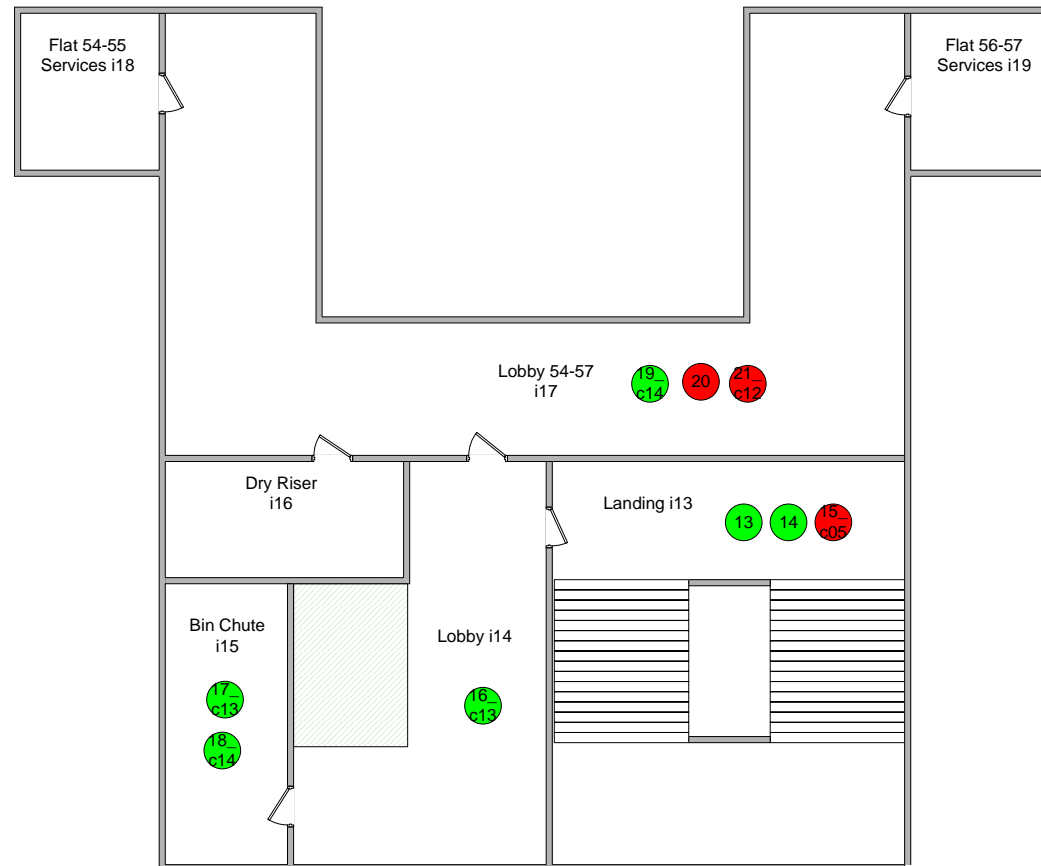 Flat 54-55
Services i18
Flat 56-57
Services i19
Lobby 54-57
i17
19_
c14
20
21_
c12
Dry Riser
i16
Landing i13
13
14
15_
c05
Bin Chute
i15
17_
c13
18_
c14
Lobby i14
16_
c13